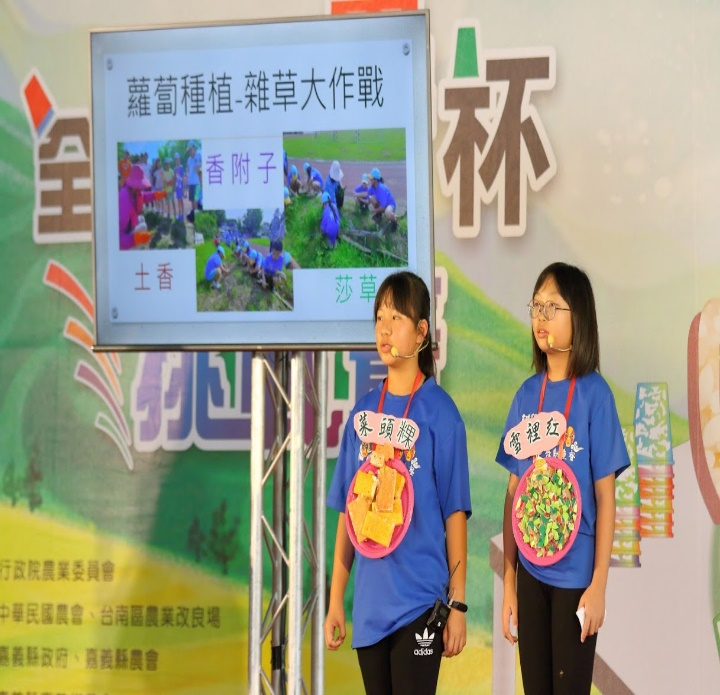 蘿蔔種植-雜草大作戰
香附子
土香
莎草
全
杯
菜頭粿
雪裡紅
adidas
行政院農業委員會
中華民國農會、台南區農業改良場
嘉義縣政府、嘉義縣農會